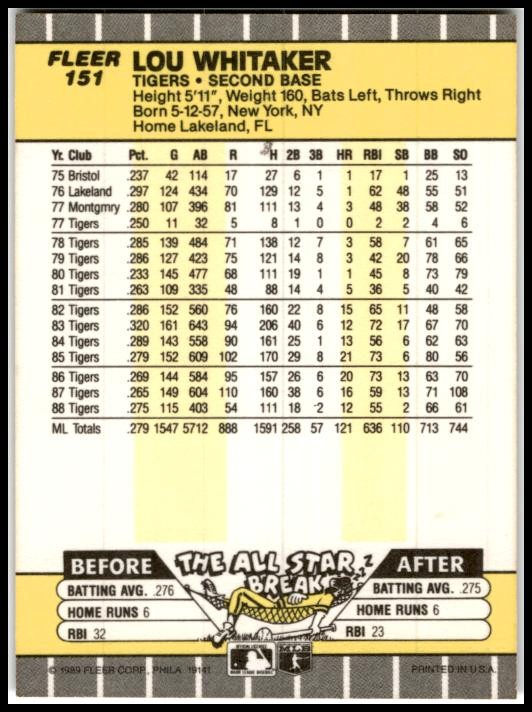 FLEER
151
LOU WHITAKER
TIGERS • SECOND BASE
Height 5'11", Weight 160, Bats Left, Throws Right
Born 5-12-57, New York, NY
Home Lakeland, FL
Yr. Club Pct. G AB R H 2B 3B HR RBI SB BB SO
75 Bristol .237 42 114 17 27 6 1 1 17 1 25 13
76 Lakeland .297 124 434 70 129 12 5 1 62 48 55 51
77 Montgmry .280 107 396 81 111 13 4 3 48 38 58 52
77 Tigers .250 11 32 5 8 1 0 0 2 2 4 6
78 Tigers .285 139 484 71 138 12 7 3 58 7 61 65
79 Tigers .286 127 423 75 121 14 8 3 42 20 78 66
80 Tigers .233 145 477 68 111 19 1 1 45 8 73 79
81 Tigers .263 109 335 48 88 14 4 5 36 5 40 42
82 Tigers .286 152 560 76 160 22 8 15 65 11 48 58
83 Tigers .320 161 643 94 206 40 6 12 72 17 67 70
84 Tigers .289 143 558 90 161 25 1 13 56 6 62 63
85 Tigers .279 152 609 102 170 29 8 21 73 6 80 56
86 Tigers .269 144 584 95 157 26 6 20 73 13 63 70
87 Tigers .265 149 604 110 160 38 6 16 59 13 71 108
88 Tigers .275 115 403 54 111 18 2 12 55 2 66 61
ML Totals .279 1547 5712 888 1591 258 57 121 636 110 713 744
BEFORE
BATTING AVG. .276
HOME RUNS 6
RBI 32
THE ALL STAR
BREAK
ZZZ
AFTER
BATTING AVG. .275
HOME RUNS 6
RBI 23
© 1989 FLEER CORP., PHILA. 19141
MLB
PRINTED IN U.S.A.